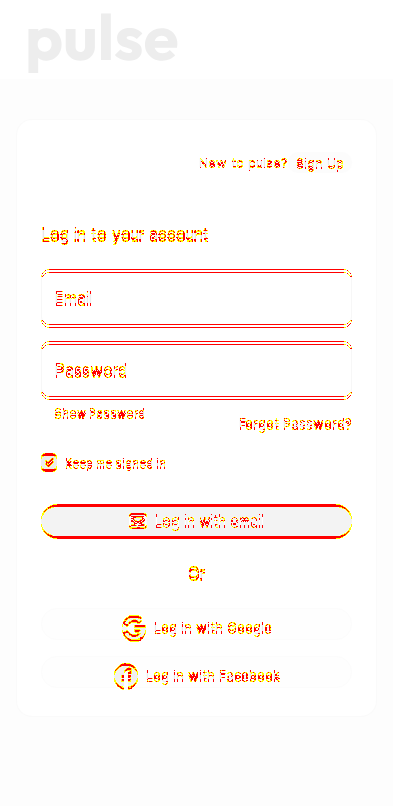 pulse
New to pulse? Sign Up
Log in to your account
Email
Password
Show Password
Forgot Password?
Keep me signed in
Log in with email
Or
Log in with Google
Log in with Facebook